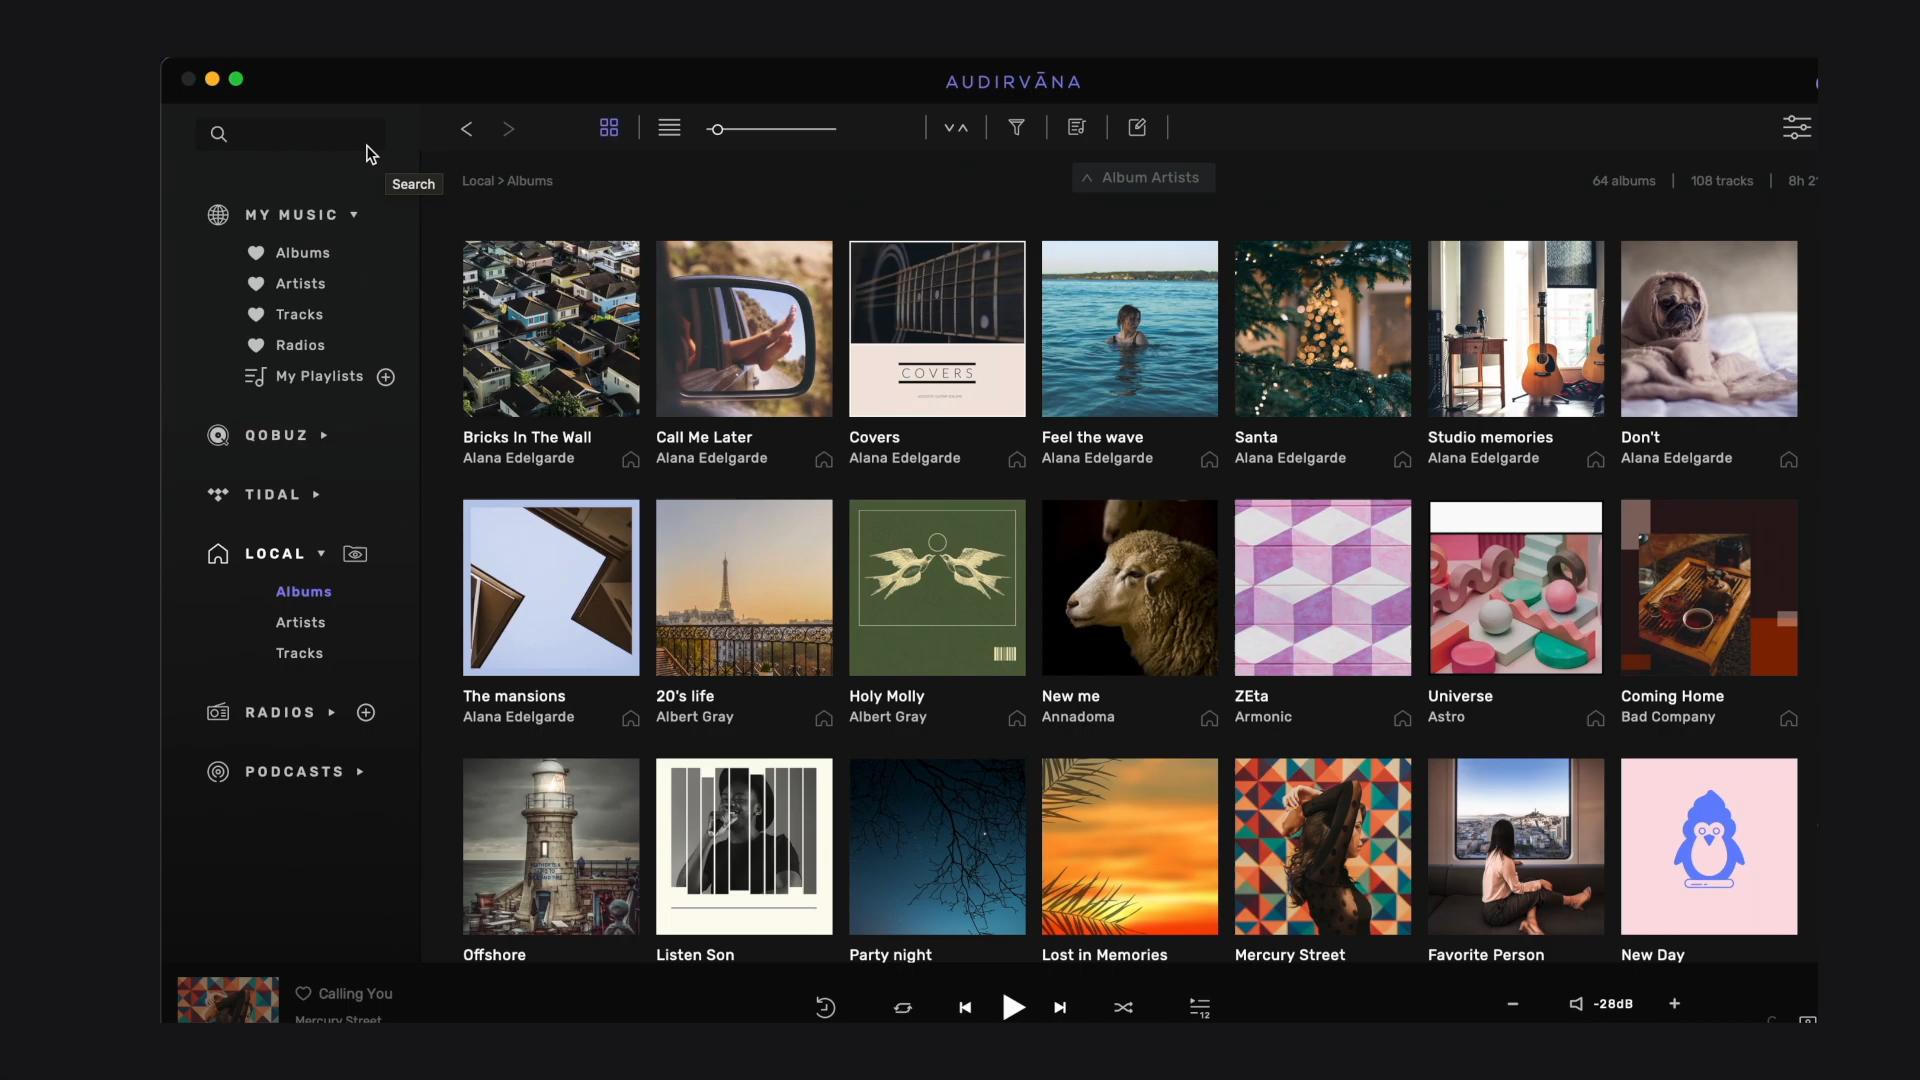 AUDIRVĀNA
Search
Local > Albums
Album Artists
64 albums | 108 tracks | 8h 2
MY MUSIC
Albums
Artists
Tracks
Radios
My Playlists
QOBUZ
TIDAL
LOCAL
Albums
Artists
Tracks
RADIOS
PODCASTS
COVERS
Bricks In The Wall
Alana Edelgarde
Call Me Later
Alana Edelgarde
Covers
Alana Edelgarde
Feel the wave
Alana Edelgarde
Santa
Alana Edelgarde
Studio memories
Alana Edelgarde
Don't
Alana Edelgarde
The mansions
Alana Edelgarde
20's life
Albert Gray
Holy Molly
Albert Gray
New me
Annadoma
ZEta
Armonic
Universe
Astro
Coming Home
Bad Company
Offshore
Listen Son
Party night
Lost in Memories
Mercury Street
Favorite Person
New Day
Calling You
Mercury Street
12
-28dB